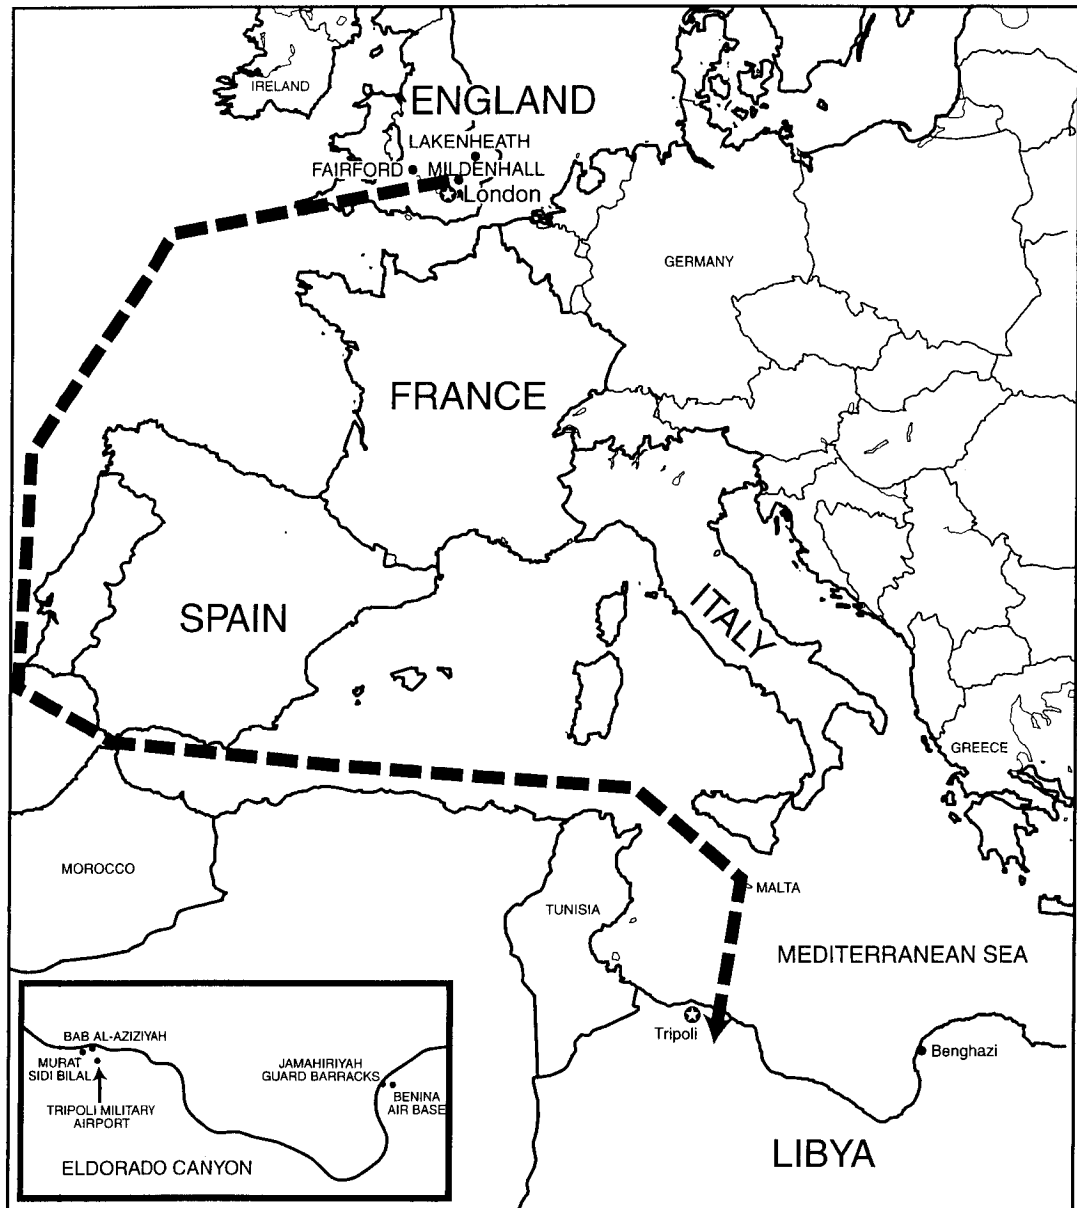 IRELAND
ENGLAND
LAKENHEATH
FAIRFORD
MILDENHALL
London
GERMANY
FRANCE
SPAIN
ITALY
GREECE
MOROCCO
TUNISIA
MALTA
MEDITERRANEAN SEA
Tripoli
Benghazi
LIBYA
BAB AL-AZIZIYAH
MURAT
SIDI BILAL
TRIPOLI MILITARY
AIRPORT
JAMAHIRIYAH
GUARD BARRACKS
BENINA
AIR BASE
ELDORADO CANYON